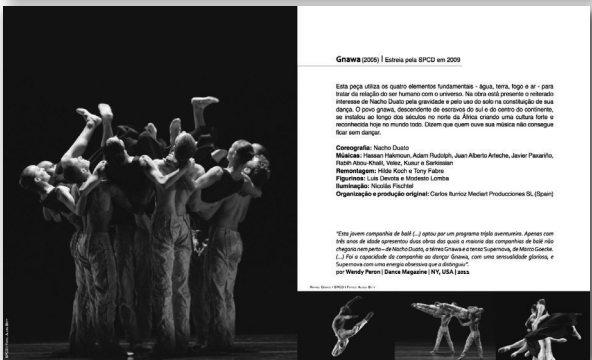 Gnawa (2005) | Estreia pela SPCD em 2009
Esta peça utiliza os quatro elementos fundamentais - água, terra, fogo e ar - para
tratar da relação do ser humano com o universo. Na obra está presente o reiterado
interesse de Nacho Duato pela gravidade e pelo uso do solo na constituição de sua
dança. O povo gnawa, descendente de escravos do sul e do centro do continente,
se instalou ao longo dos séculos no norte da África criando uma cultura forte e
reconhecida hoje no mundo todo. Dizem que quem ouve sua música não consegue
ficar sem dançar.
Coreografia: Nacho Duato
Músicas: Hassan Hakmoun, Adam Rudolph, Juan Alberto Arteche, Javier Paxariño,
Rabih Abou-Khalil, Velez, Kusur e Sarkissian
Remontagem: Hilde Koch e Tony Fabre
Figurinos: Luis Devota e Modesto Lomba
Iluminação: Nicolás Fischtel
Organização e produção original: Carlos Iturrioz Mediart Producciones SL (Spain)
"Esta jovem companhia de balé (...) optou por um programa triplo aventureiro. Apenas com
três anos de idade apresentou duas obras das quais a maioria das companhias de balé não
chegaria nem perto – de Nacho Duato, a térrea Gnawa e a tensa Supernova, de Marco Goecke.
(...) Foi a capacidade da companhia ao dançar Gnawa, com uma sensualidade gloriosa, e
Supernova com uma energia obsessiva que a distinguiu".
por Wendy Peron | Dance Magazine | NY, USA | 2011